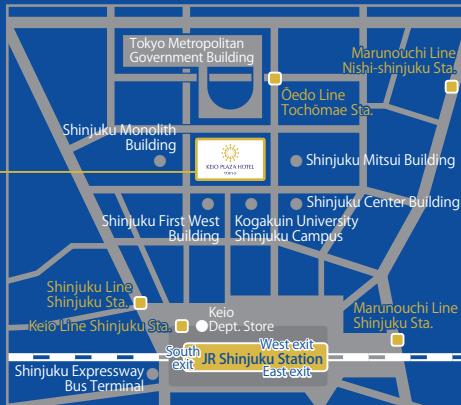 Tokyo Metropolitan
Government Building
Marunouchi Line
Nishi-shinjuku Sta.
Ōedo Line
Tochōmae Sta.
Shinjuku Monolith
Building
KEIO PLAZA HOTEL
TOKYO
Shinjuku Mitsui Building
Shinjuku Center Building
Shinjuku First West
Building
Kogakuin University
Shinjuku Campus
Shinjuku Line
Shinjuku Sta.
Keio Line Shinjuku Sta.
Keio
Dept. Store
Marunouchi Line
Shinjuku Sta.
West exit
South
exit
JR Shinjuku Station
East exit
Shinjuku Expressway
Bus Terminal